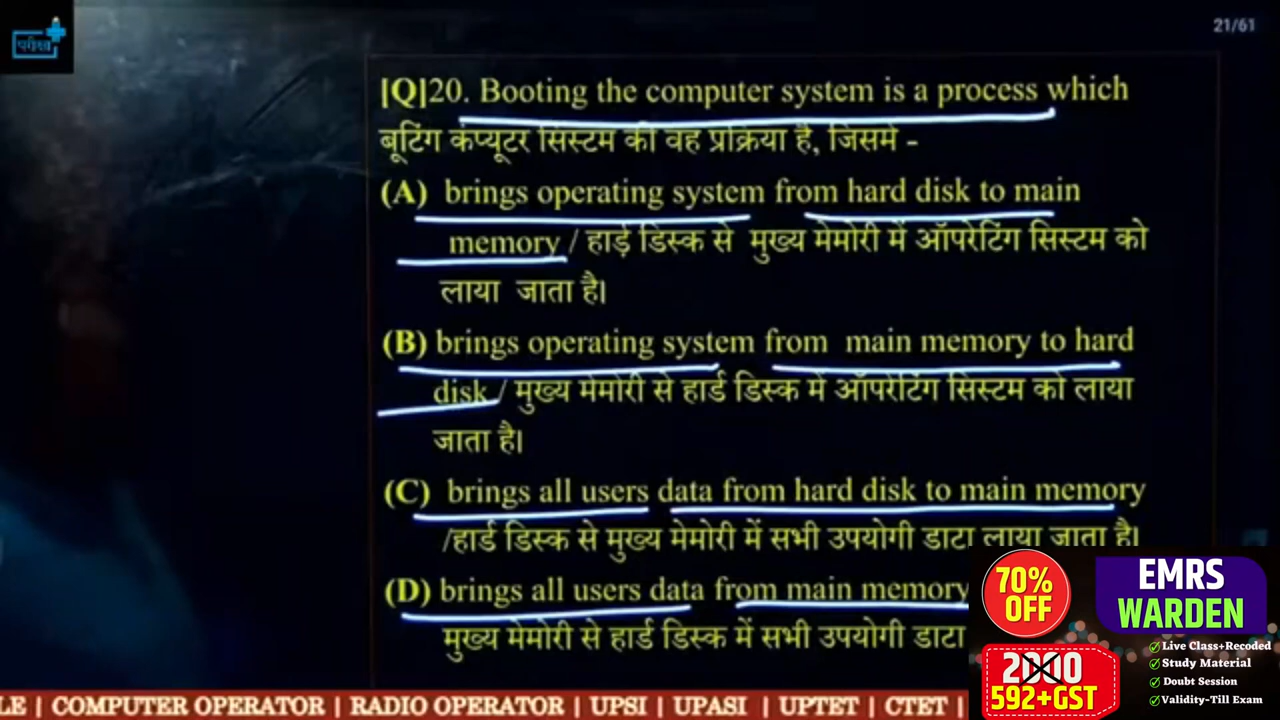 परीक्षा
21/61
[Q]20. Booting the computer system is a process which
बूटिंग कंप्यूटर सिस्टम की वह प्रक्रिया है, जिसमे -
(A) brings operating system from hard disk to main
memory / हार्ड़ डिस्क से मुख्य मेमोरी में ऑपरेटिंग सिस्टम को
लाया जाता है।
(B) brings operating system from main memory to hard
disk / मुख्य मेमोरी से हार्ड डिस्क में ऑपरेटिंग सिस्टम को लाया
जाता है।
(C) brings all users data from hard disk to main memory
/हार्ड डिस्क से मुख्य मेमोरी में सभी उपयोगी डाटा लाया जाता है।
(D) brings all users data from main memory
मुख्य मेमोरी से हार्ड डिस्क में सभी उपयोगी डाटा
70%
OFF
EMRS
WARDEN
2000
592+GST
Live Class+Recoded
Study Material
Doubt Session
Validity-Till Exam
LE | COMPUTER OPERATOR | RADIO OPERATOR | UPSI | UPASI | UPTET | CTET |